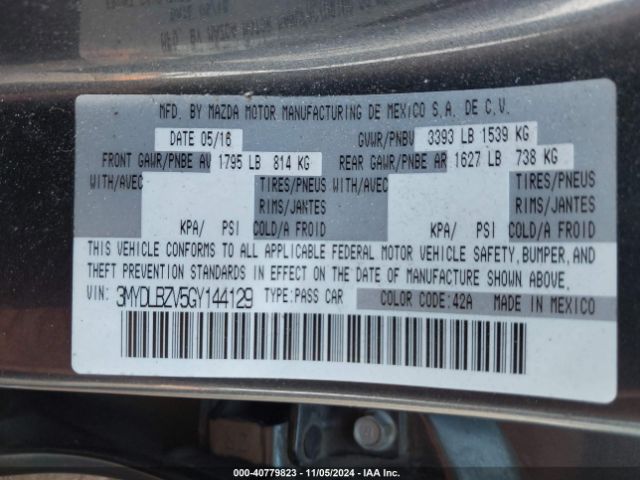 MFD. BY MAZDA MOTOR MANUFACTURING DE MEXICO S.A. DE C.V.
DATE 05/16 GVWR/PNBV 3393 LB 1539 KG
FRONT GAWR/PNBE AV 1795 LB 814 KG REAR GAWR/PNBE AR 1627 LB 738 KG
WITH/AVEC TIRES/PNEUS WITH/AVEC TIRES/PNEUS
RIMS/JANTES RIMS/JANTES
KPA/ PSI COLD/A FROID KPA/ PSI COLD/A FROID
THIS VEHICLE CONFORMS TO ALL APPLICABLE FEDERAL MOTOR VEHICLE SAFETY, BUMPER, AND
THEFT PREVENTION STANDARDS IN EFFECT ON THE DATE OF MANUFACTURE SHOWN ABOVE.
VIN: 3MYDLBZV5GY144129 TYPE: PASS CAR COLOR CODE: 42A MADE IN MEXICO
000-40779823 - 11/05/2024 - IAA Inc.